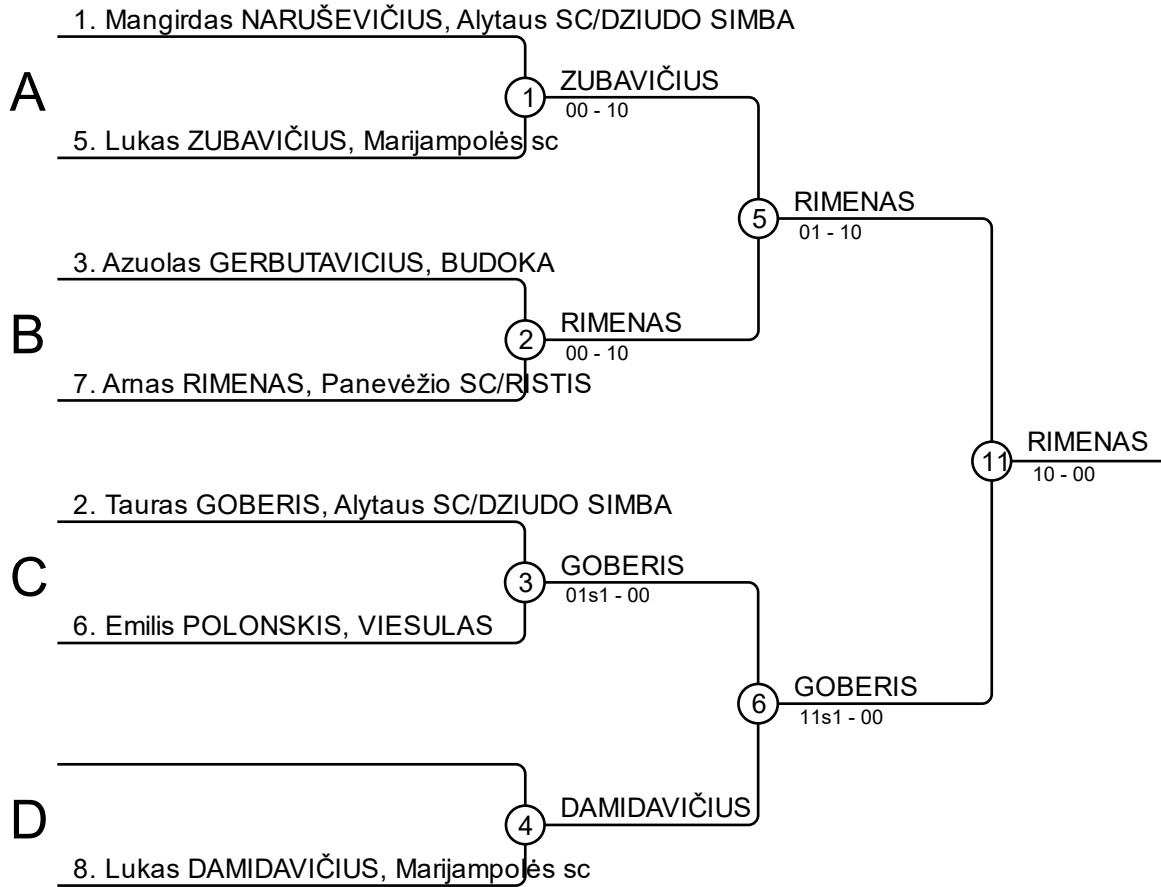 1. Mangirdas NARUŠEVIČIUS, Alytaus SC/DZIUDO SIMBA
A
1
ZUBAVIČIUS
00 - 10
5. Lukas ZUBAVIČIUS, Marijampolės sc
5
RIMENAS
01 - 10
3. Azuolas GERBUTAVICIUS, BUDOKA
B
2
RIMENAS
00 - 10
7. Arnas RIMENAS, Panevėžio SC/RISTIS
11
RIMENAS
10 - 00
2. Tauras GOBERIS, Alytaus SC/DZIUDO SIMBA
C
3
GOBERIS
01s1 - 00
6. Emilis POLONSKIS, VIESULAS
6
GOBERIS
11s1 - 00
D
4
DAMIDAVIČIUS
8. Lukas DAMIDAVIČIUS, Marijampolės sc